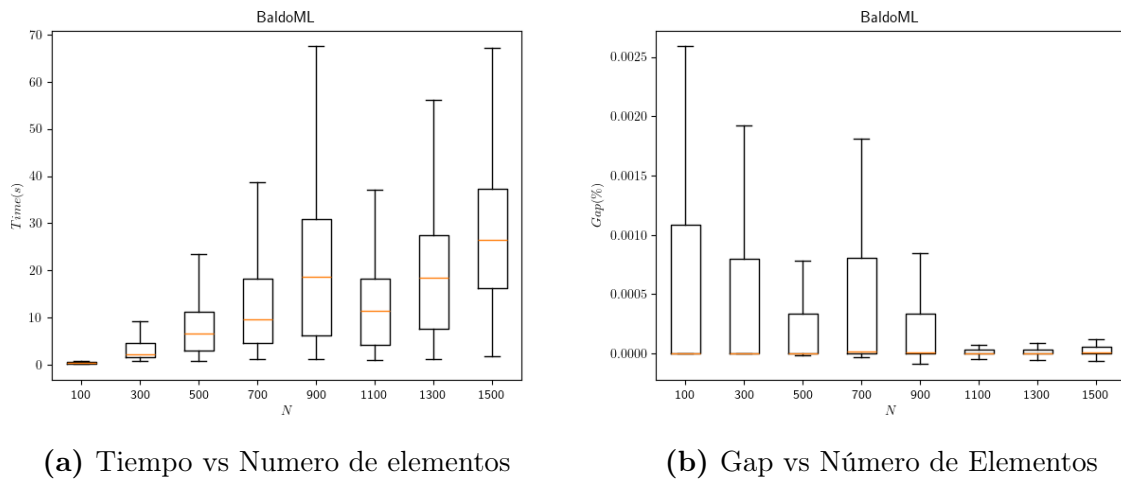 BaldoML
70
60
50
40
30
20
10
0
Time(s)
100 300 500 700 900 1100 1300 1500
N
(a) Tiempo vs Numero de elementos
BaldoML
0.0025
0.0020
0.0015
0.0010
0.0005
0.0000
Gap(%)
100 300 500 700 900 1100 1300 1500
N
(b) Gap vs Número de Elementos